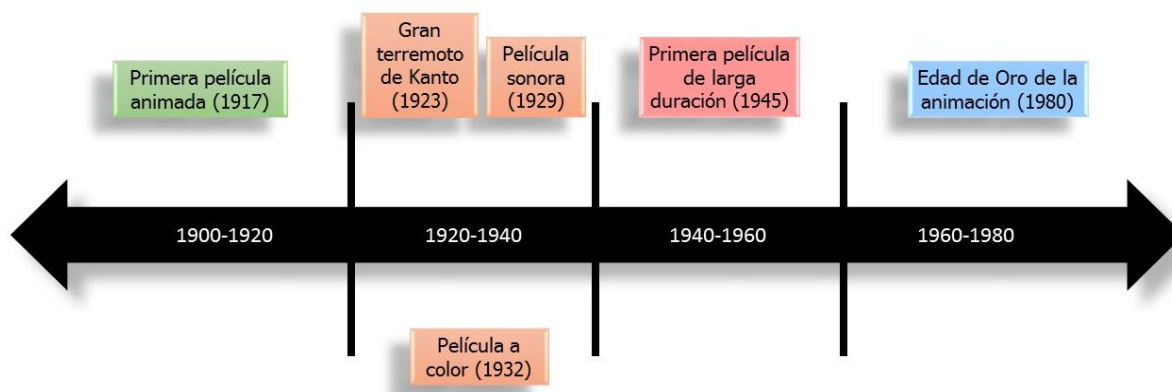 Primera película
animada (1917)
Gran
terremoto
de Kanto
(1923)
Película
sonora
(1929)
Primera película
de larga
duración (1945)
Edad de Oro de la
animación (1980)
1900-1920
1920-1940
1940-1960
1960-1980
Película a
color (1932)